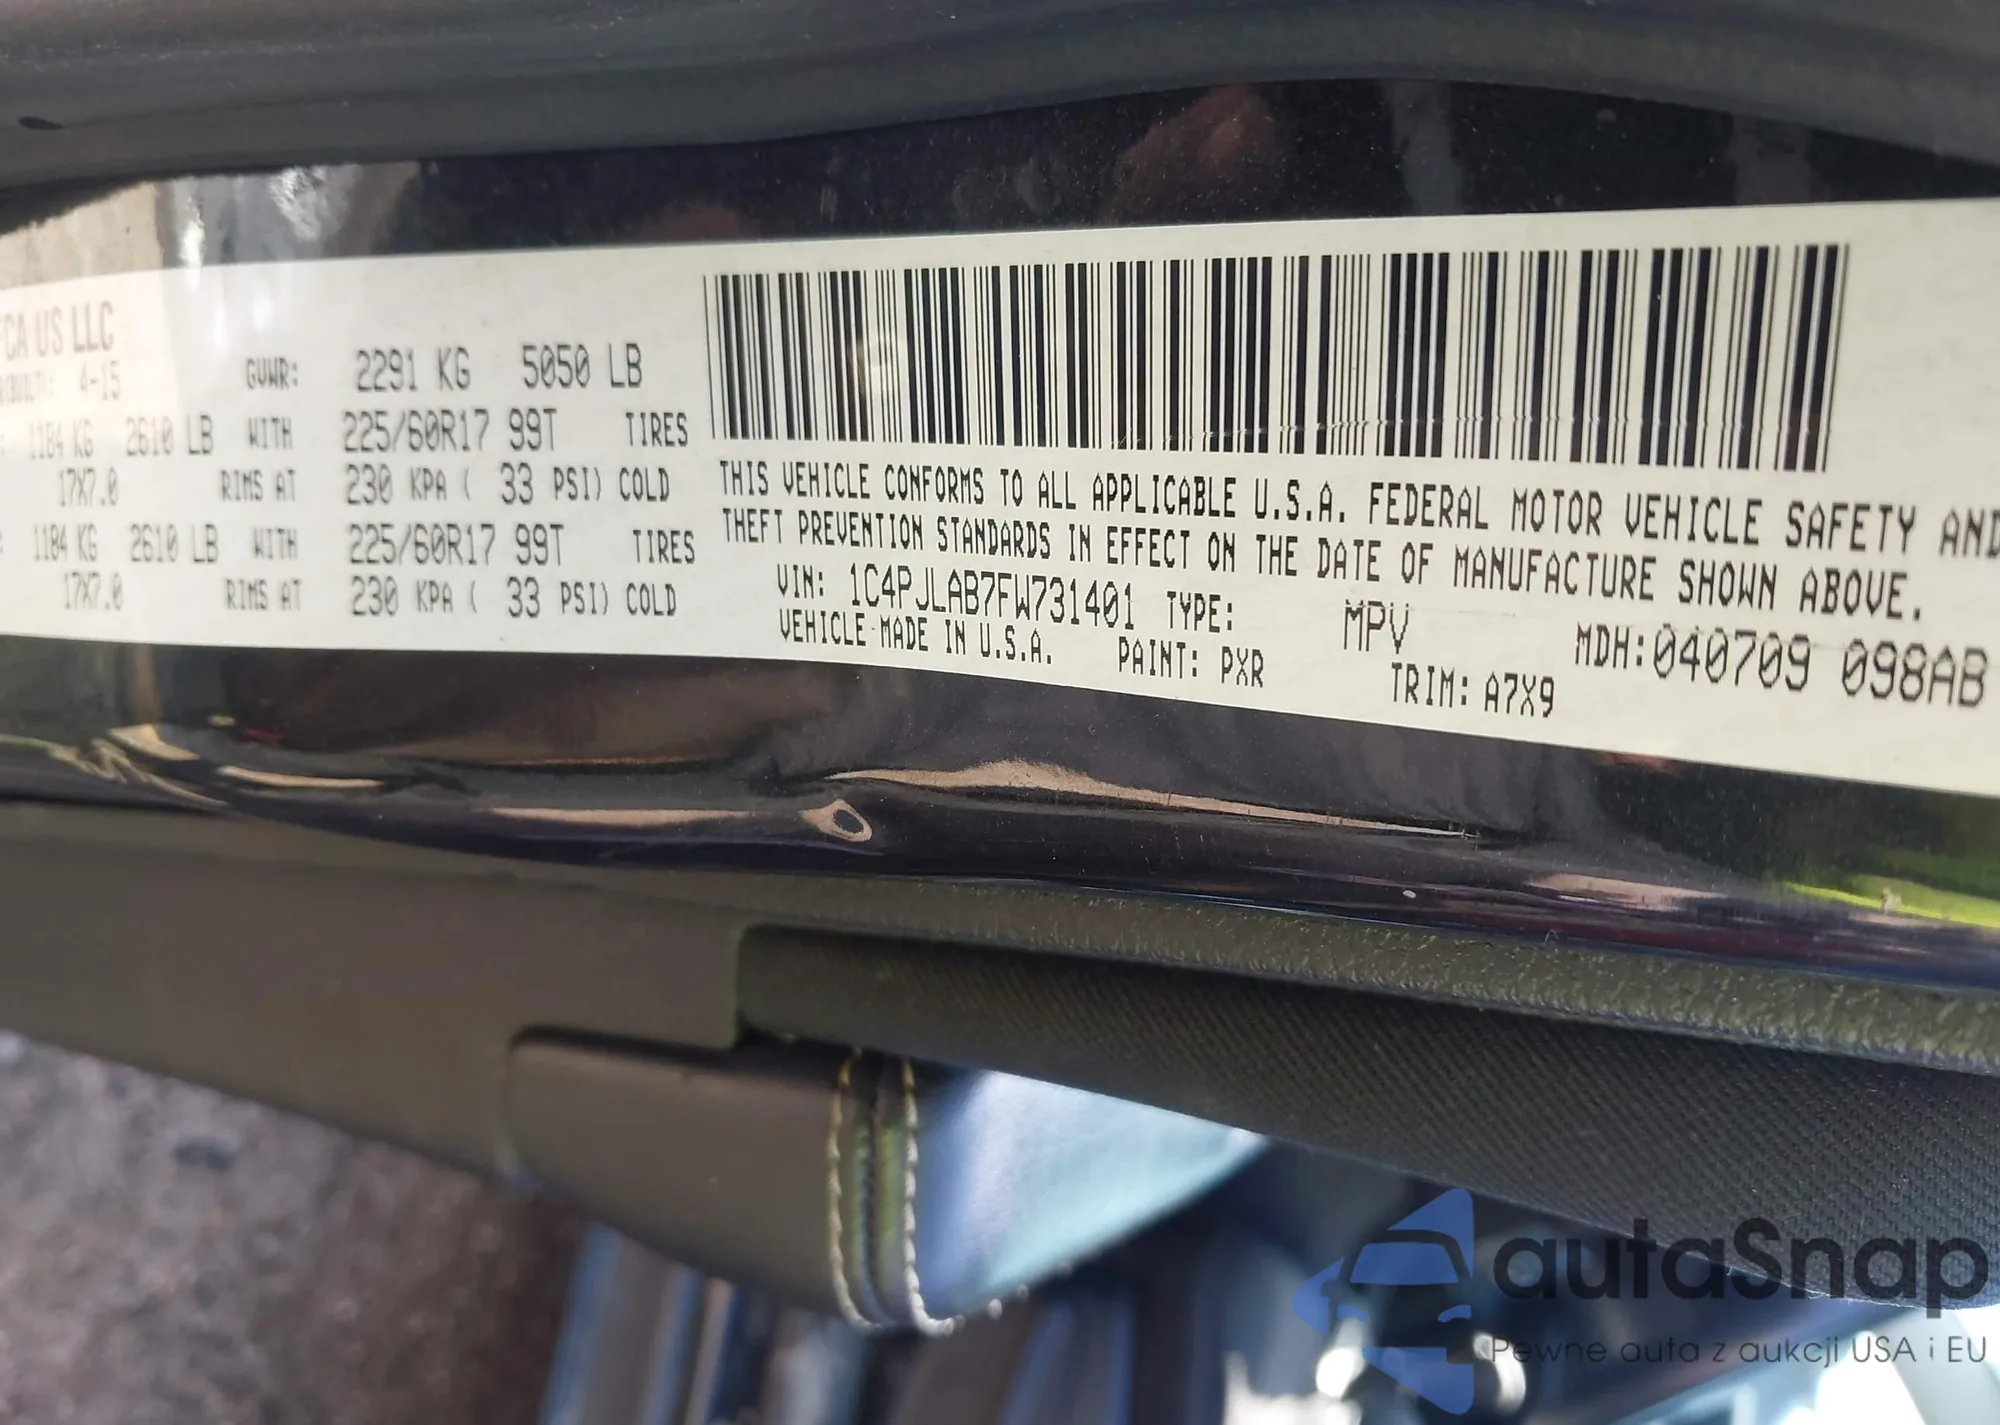 FCA US LLC
4-15
GVWR: 2291 KG 5050 LB
1184 KG 2610 LB WITH 225/60R17 99T TIRES
17X7.0 RIMS AT 230 KPA ( 33 PSI) COLD
1184 KG 2610 LB WITH 225/60R17 99T TIRES
17X7.0 RIMS AT 230 KPA ( 33 PSI) COLD
THIS VEHICLE CONFORMS TO ALL APPLICABLE U.S.A. FEDERAL MOTOR VEHICLE SAFETY AND
THEFT PREVENTION STANDARDS IN EFFECT ON THE DATE OF MANUFACTURE SHOWN ABOVE.
VIN: 1C4PJLAB7FW731401 TYPE: MPV MDH:040709 098AB
VEHICLE MADE IN U.S.A. PAINT: PXR TRIM: A7X9
autaSnap
Pewne auta z aukcji USA i EU